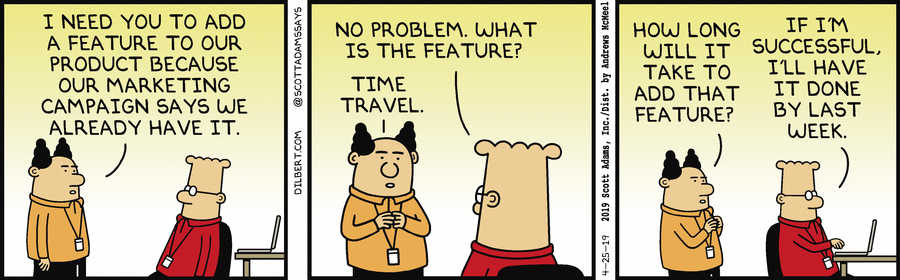 I NEED YOU TO ADD
A FEATURE TO OUR
PRODUCT BECAUSE
OUR MARKETING
CAMPAIGN SAYS WE
ALREADY HAVE IT.
DILBERT.COM @SCOTTADAMSSAYS
NO PROBLEM. WHAT
IS THE FEATURE?
TIME
TRAVEL.
4-25-19 2019 Scott Adams, Inc./Dist. by Andrews McMeel
HOW LONG
WILL IT
TAKE TO
ADD THAT
FEATURE?
IF I'M
SUCCESSFUL,
I'LL HAVE
IT DONE
BY LAST
WEEK.